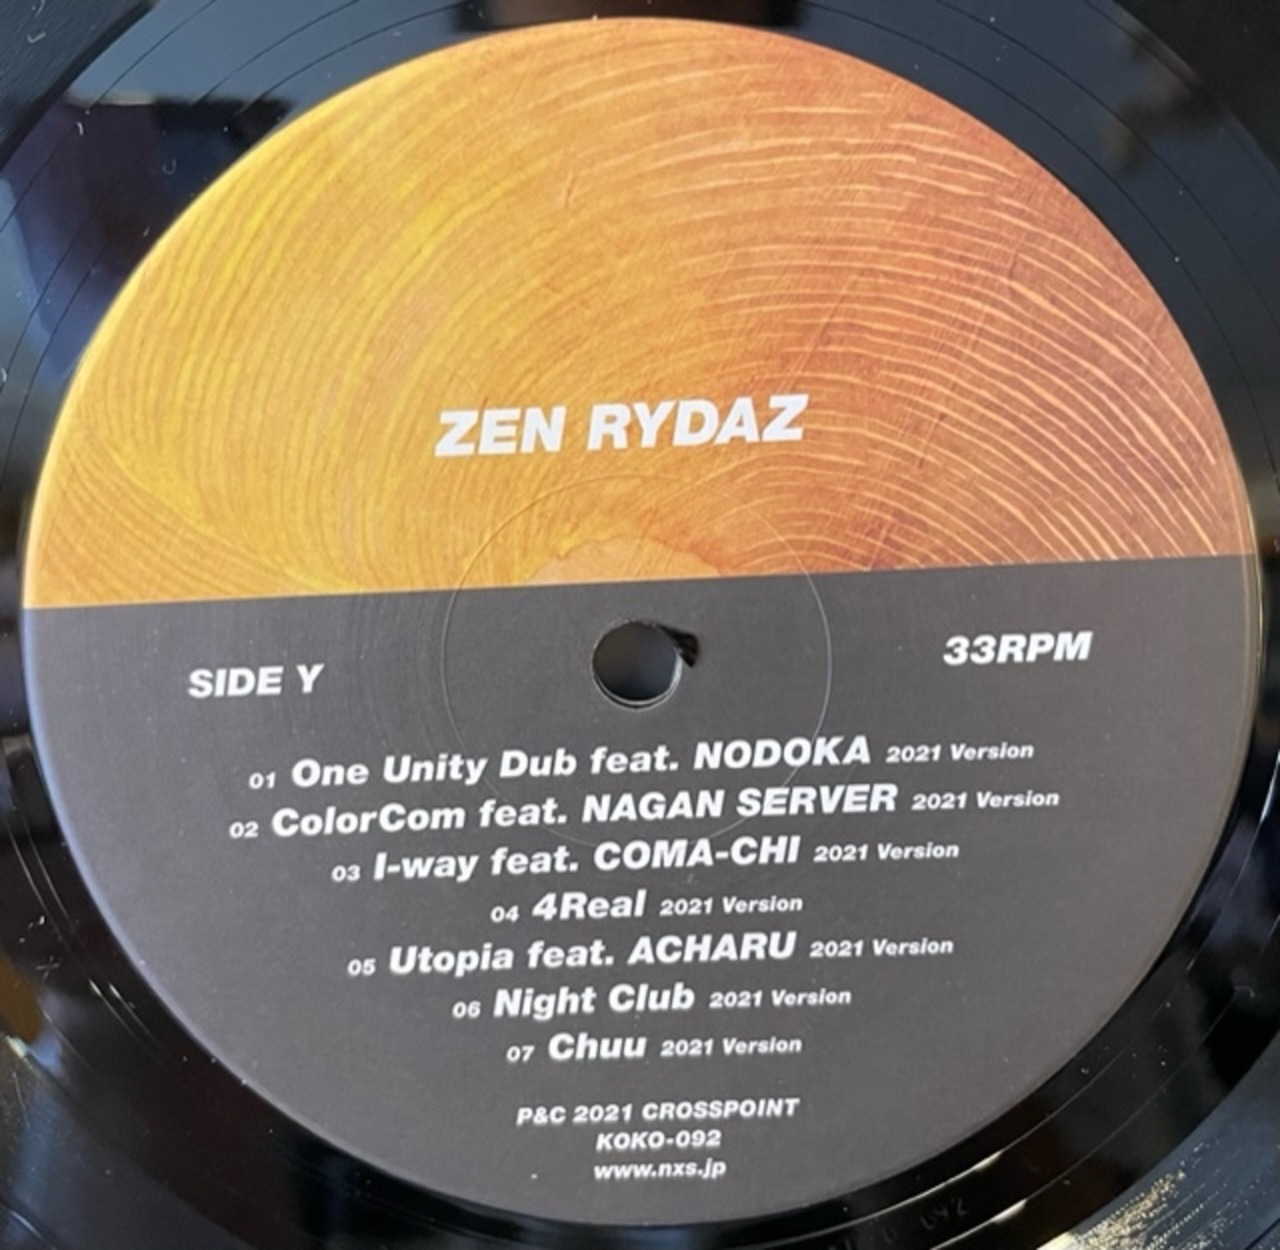 ZEN RYDAZ
SIDE Y
33RPM
01 One Unity Dub feat. NODOKA 2021 Version
02 ColorCom feat. NAGAN SERVER 2021 Version
03 I-way feat. COMA-CHI 2021 Version
04 4Real 2021 Version
05 Utopia feat. ACHARU 2021 Version
06 Night Club 2021 Version
07 Chuu 2021 Version
P&C 2021 CROSSPOINT
KOKO-092
www.nxs.jp